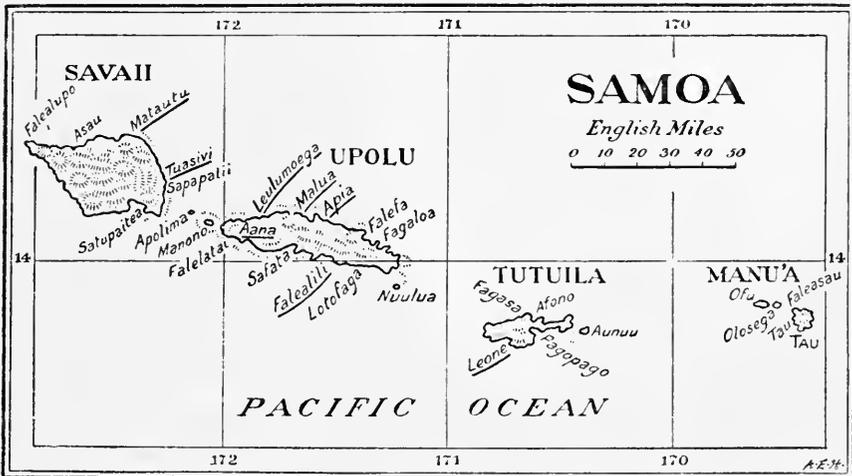 172 171 170
SAVAII
SAMOA
English Miles
0 10 20 30 40 50
Falealupo
Asau
Matautu
Tuasivi
Sapapalii
Satupaitea
Apolima
Manono
Falelatai
UPOLU
Leulumoega
Malua
Apia
Falefa
Fagaloa
Aana
Safata
Falealili
Lotofaga
Nuulua
14 14
TUTUILA
Fagasa
Afono
Aunuu
Pagopago
Leone
MANU'A
Ofu
Olosega
Faleasau
Tau
TAU
PACIFIC OCEAN
172 171 170
A.E.H.